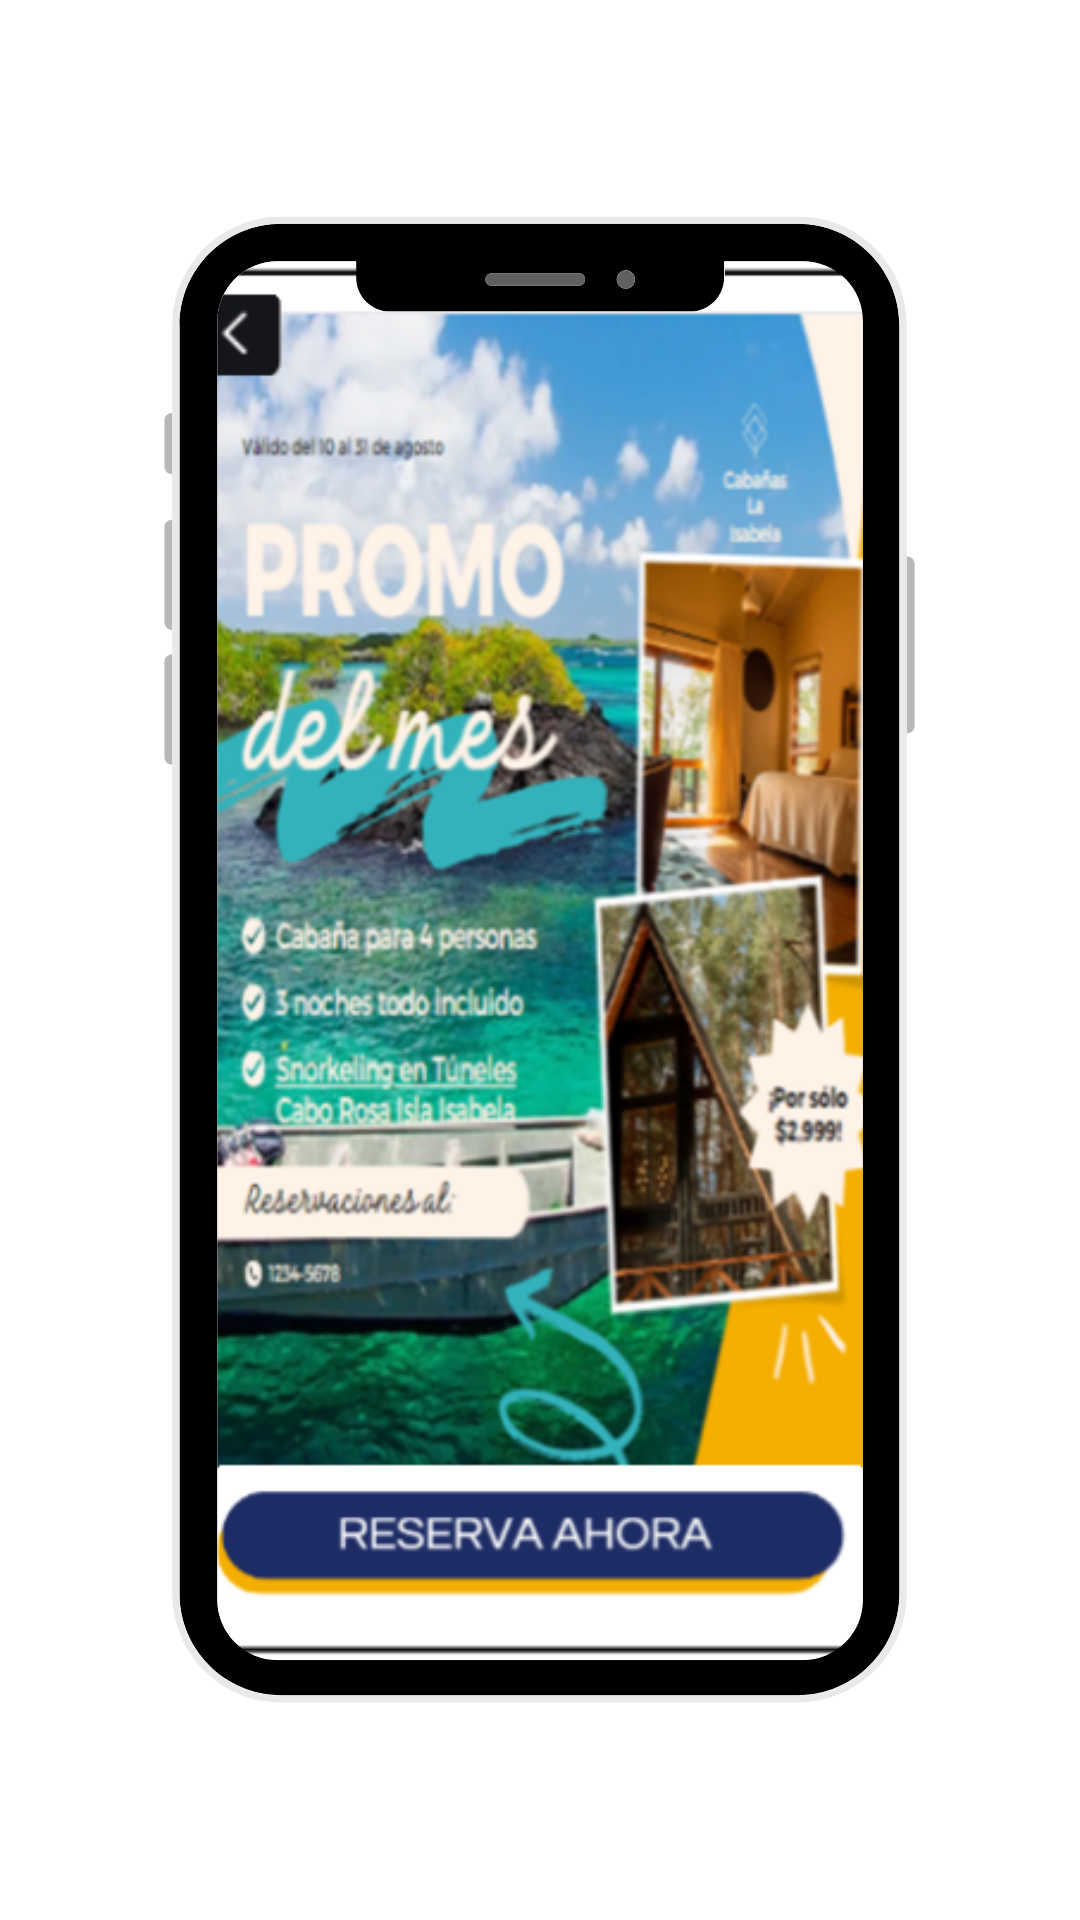 Válido del 10 al 31 de agosto
Cabañas
La
Isabela
PROMO
del mes
Cabaña para 4 personas
3 noches todo incluido
Snorkeling en Túneles
Cabo Rosa Isla Isabela
¡Por sólo
$2,999!
Reservaciones al:
1234-5678
RESERVA AHORA